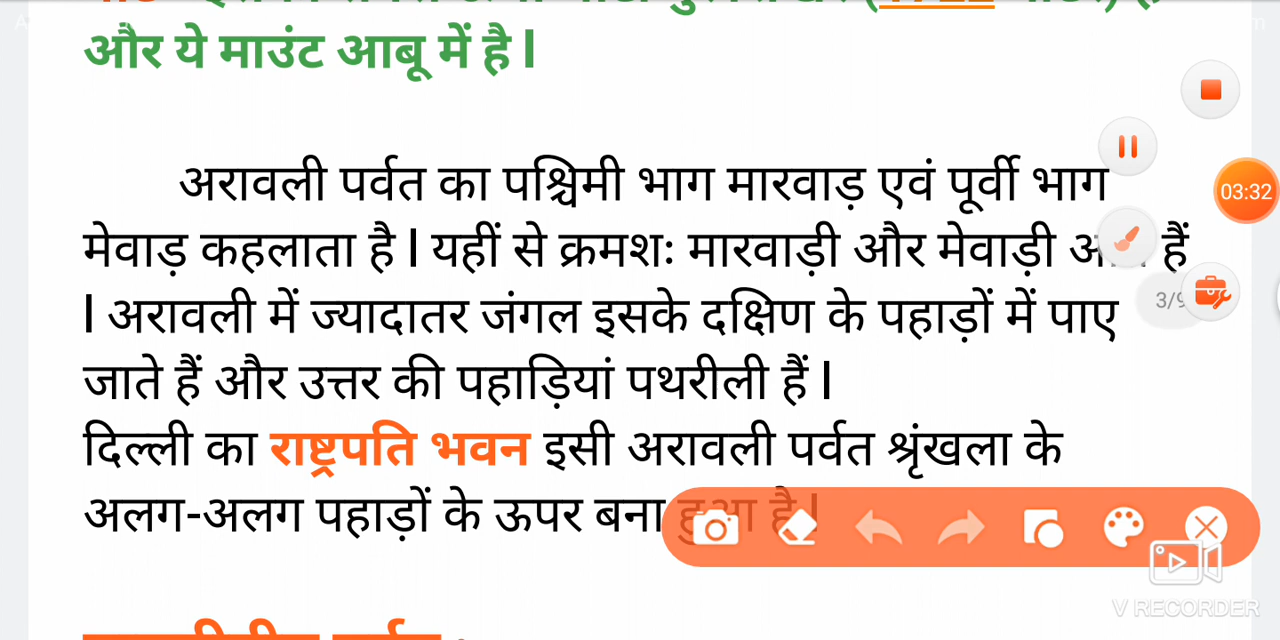 और ये माउंट आबू में है l
अरावली पर्वत का पश्चिमी भाग मारवाड़ एवं पूर्वी भाग
मेवाड़ कहलाता है l यहीं से क्रमशः मारवाड़ी और मेवाड़ी हैं
l अरावली में ज्यादातर जंगल इसके दक्षिण के पहाड़ों में पाए
जाते हैं और उत्तर की पहाड़ियां पथरीली हैं l
दिल्ली का राष्ट्रपति भवन इसी अरावली पर्वत श्रृंखला के
अलग-अलग पहाड़ों के ऊपर बना हुआ है l
03:32
V RECORDER